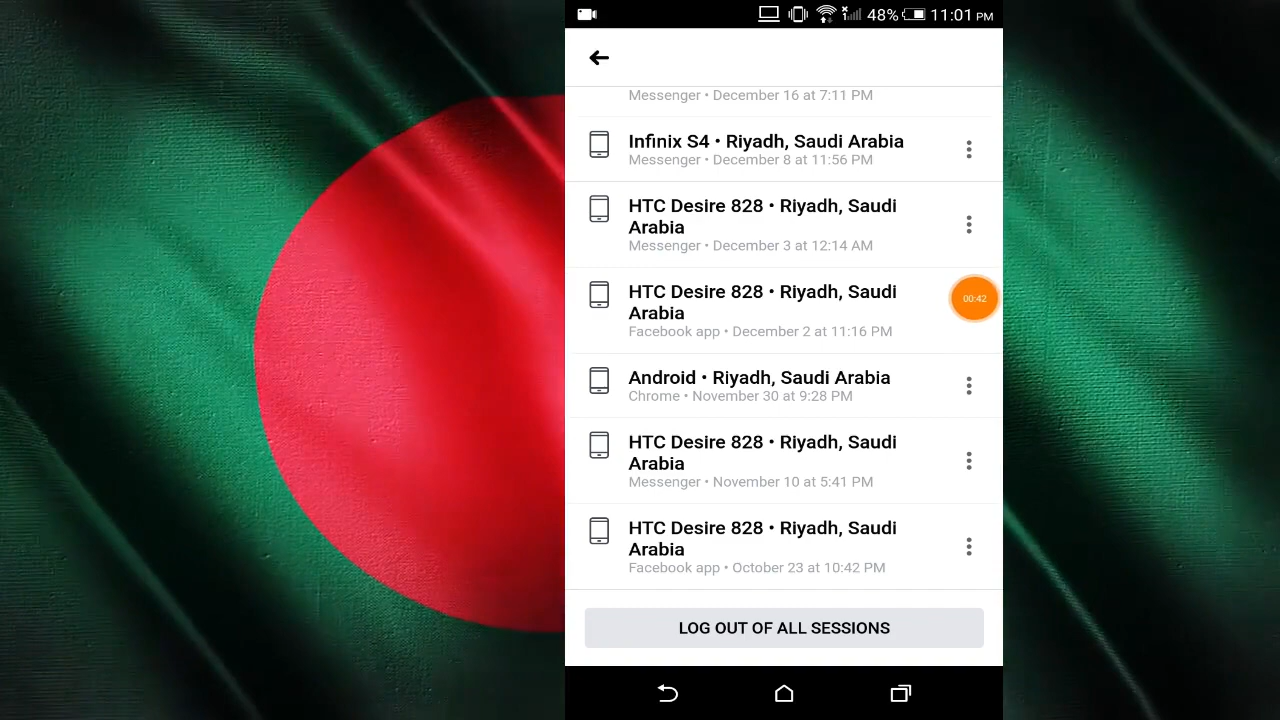 48% 11:01 PM
Messenger • December 16 at 7:11 PM
Infinix S4 • Riyadh, Saudi Arabia
Messenger • December 8 at 11:56 PM
HTC Desire 828 • Riyadh, Saudi
Arabia
Messenger • December 3 at 12:14 AM
HTC Desire 828 • Riyadh, Saudi
Arabia
00:42
Facebook app • December 2 at 11:16 PM
Android • Riyadh, Saudi Arabia
Chrome • November 30 at 9:28 PM
HTC Desire 828 • Riyadh, Saudi
Arabia
Messenger • November 10 at 5:41 PM
HTC Desire 828 • Riyadh, Saudi
Arabia
Facebook app • October 23 at 10:42 PM
LOG OUT OF ALL SESSIONS